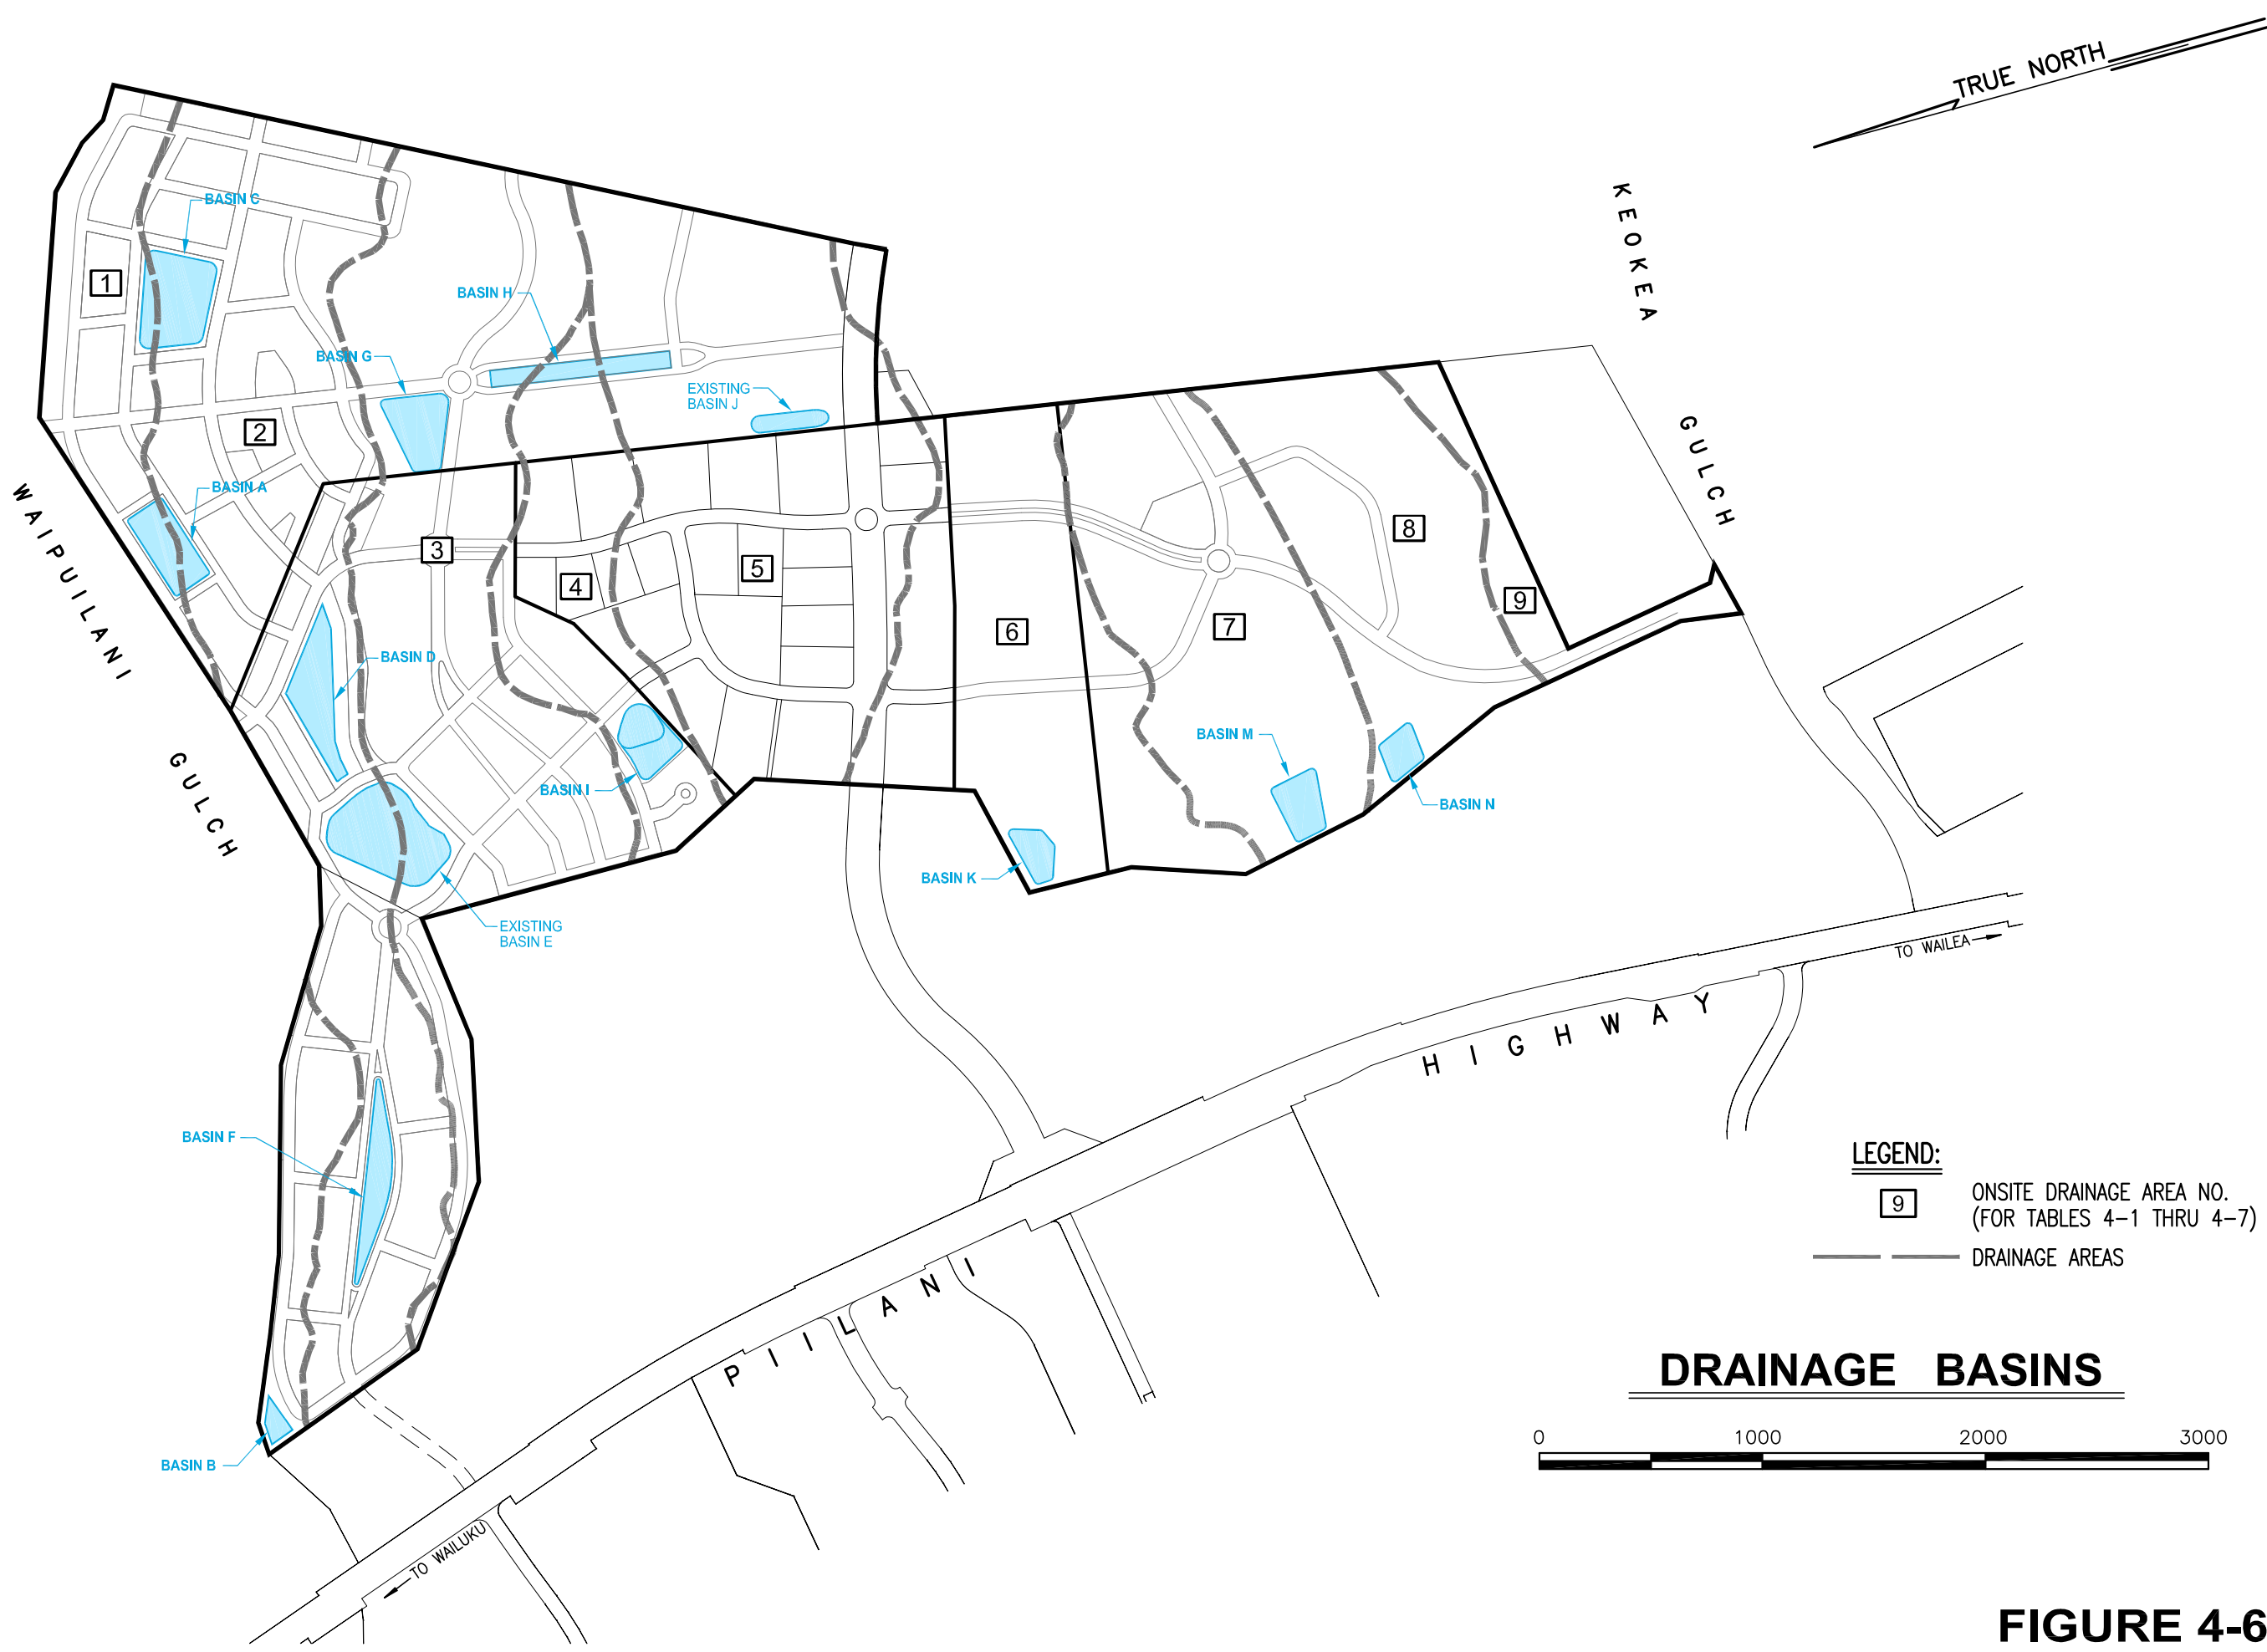 TRUE NORTH
KEOKEA
GULCH
BASIN C
1
BASIN H
BASIN G
EXISTING
BASIN J
2
BASIN A
WAIPUILANI
GULCH
3
4
5
6
7
8
9
BASIN D
BASIN I
BASIN M
BASIN N
BASIN K
EXISTING
BASIN E
TO WAILEA
PIILANI HIGHWAY
BASIN F
BASIN B
TO WAILUKU
LEGEND:
9
ONSITE DRAINAGE AREA NO.
(FOR TABLES 4-1 THRU 4-7)
DRAINAGE AREAS
DRAINAGE BASINS
0 1000 2000 3000
FIGURE 4-6